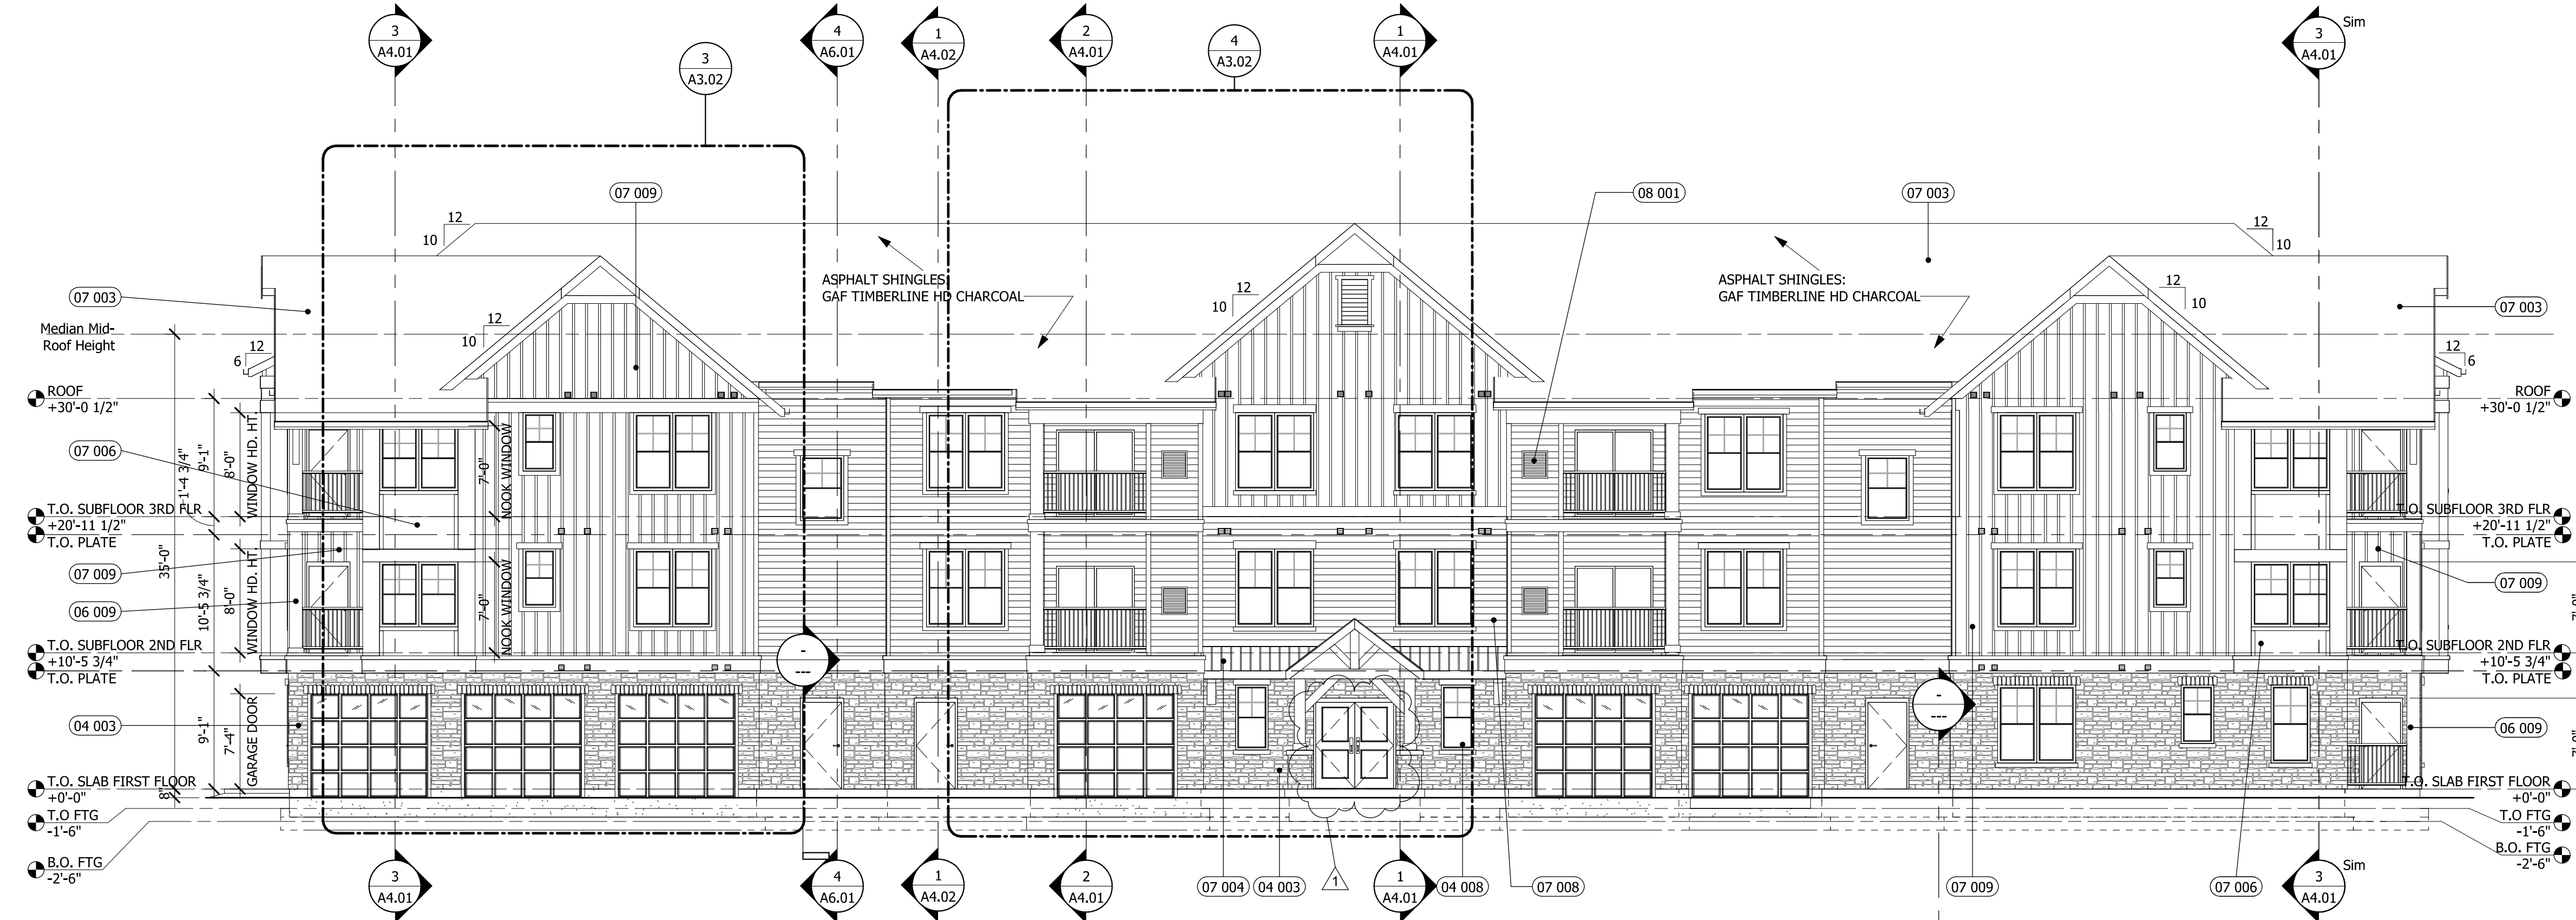 3
A4.01
4
A6.01
1
A4.02
2
A4.01
1
A4.01
3
A4.01
Sim
3
A3.02
4
A3.02
07 009
08 001
07 003
12
10
12
10
ASPHALT SHINGLES:
GAF TIMBERLINE HD CHARCOAL
ASPHALT SHINGLES:
GAF TIMBERLINE HD CHARCOAL
12
10
12
10
12
10
07 003
07 003
Median Mid-
Roof Height
12
6
12
6
ROOF
+30'-0 1/2"
ROOF
+30'-0 1/2"
07 006
1'-4 3/4"
9'-1"
8'-0"
WINDOW HD. HT.
7'-0"
NOOK WINDOW
T.O. SUBFLOOR 3RD FLR
+20'-11 1/2"
T.O. PLATE
T.O. SUBFLOOR 3RD FLR
+20'-11 1/2"
T.O. PLATE
35'-0"
07 009
06 009
10'-5 3/4"
8'-0"
WINDOW HD. HT.
7'-0"
NOOK WINDOW
07 009
7'-0"
T.O. SUBFLOOR 2ND FLR
+10'-5 3/4"
T.O. PLATE
T.O. SUBFLOOR 2ND FLR
+10'-5 3/4"
T.O. PLATE
-
---
-
---
04 003
9'-1"
7'-4"
GARAGE DOOR
06 009
7'-0"
T.O. SLAB FIRST FLOOR
+0'-0"
8"
T.O. SLAB FIRST FLOOR
+0'-0"
T.O FTG
-1'-6"
T.O FTG
-1'-6"
B.O. FTG
-2'-6"
B.O. FTG
-2'-6"
3
A4.01
4
A6.01
1
A4.02
2
A4.01
07 004
04 003
1
1
A4.01
04 008
07 008
07 009
07 006
3
A4.01
Sim